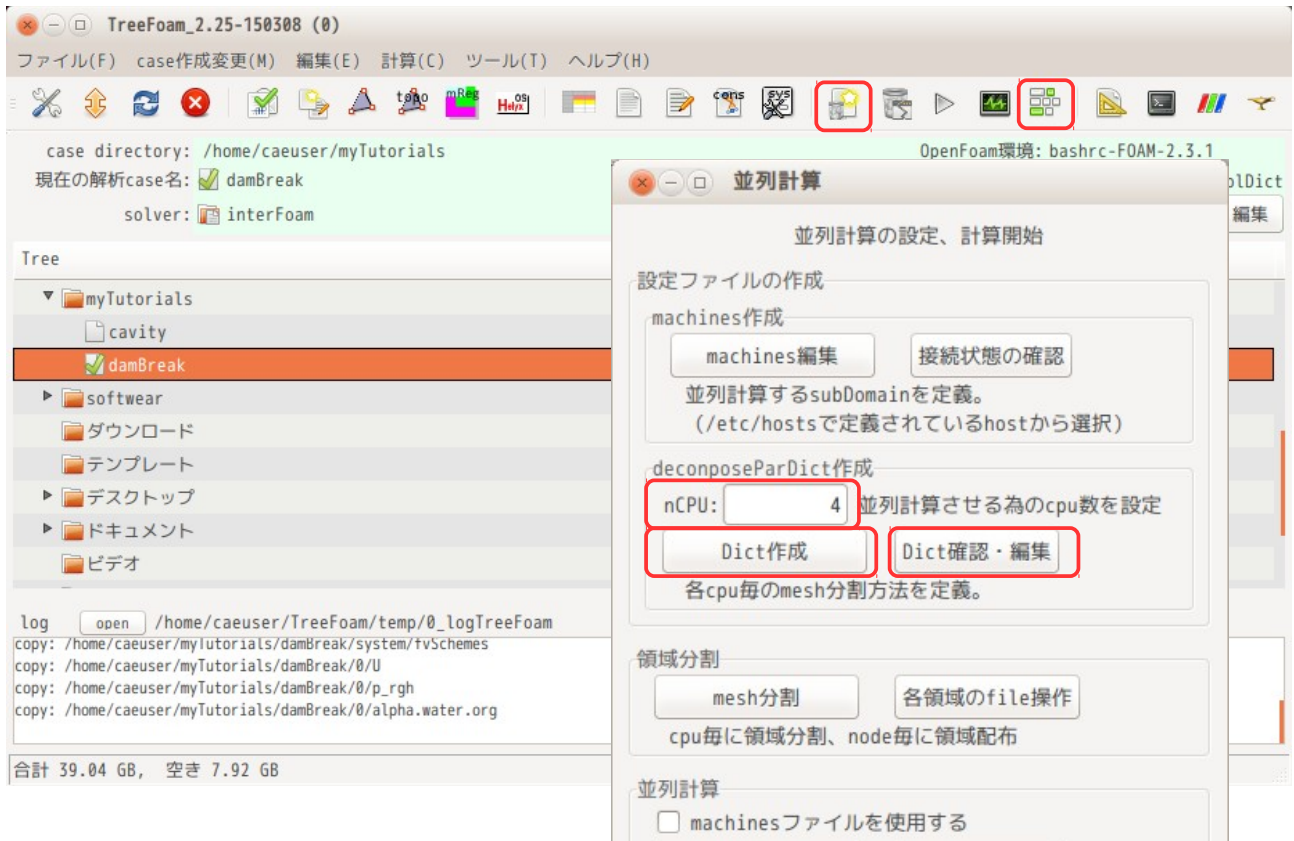 TreeFoam_2.25-150308 (0)
ファイル(F) case作成変更(M) 編集(E) 計算(C) ツール(T) ヘルプ(H)
topo mReg OS Helyx cons sys
case directory: /home/caeuser/myTutorials
OpenFoam環境: bashrc-FOAM-2.3.1
現在の解析case名: damBreak
olDict
solver: interFoam
編集
Tree
myTutorials
cavity
damBreak
softwear
ダウンロード
テンプレート
デスクトップ
ドキュメント
ビデオ
log open /home/caeuser/TreeFoam/temp/0_logTreeFoam
copy: /home/caeuser/myTutorials/damBreak/system/fvSchemes
copy: /home/caeuser/myTutorials/damBreak/0/U
copy: /home/caeuser/myTutorials/damBreak/0/p_rgh
copy: /home/caeuser/myTutorials/damBreak/0/alpha.water.org
合計 39.04 GB, 空き 7.92 GB
並列計算
並列計算の設定、計算開始
設定ファイルの作成
machines作成
machines編集 接続状態の確認
並列計算するsubDomainを定義。
(/etc/hostsで定義されているhostから選択)
deconposeParDict作成
nCPU: 4 並列計算させる為のcpu数を設定
Dict作成 Dict確認・編集
各cpu毎のmesh分割方法を定義。
領域分割
mesh分割 各領域のfile操作
cpu毎に領域分割、node毎に領域配布
並列計算
machinesファイルを使用する